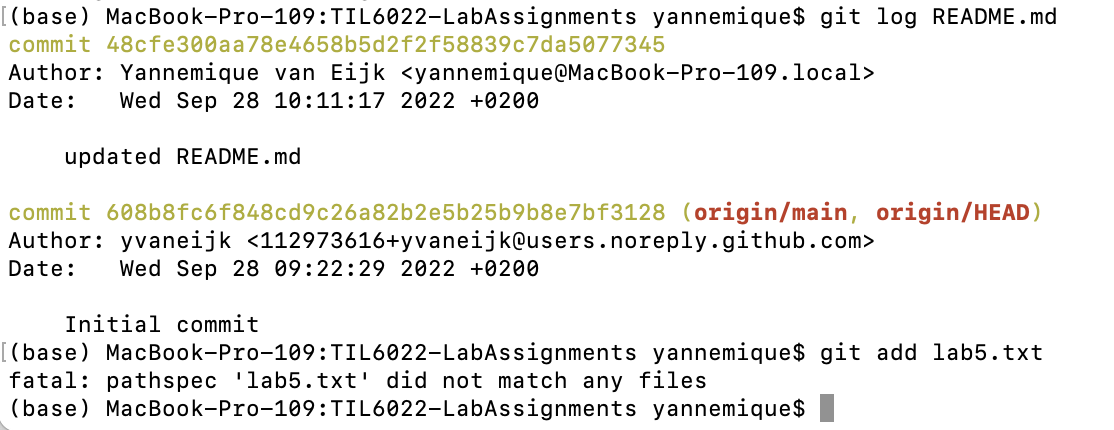 [(base) MacBook-Pro-109:TIL6022-LabAssignments yannemique$ git log README.md
commit 48cfe300aa78e4658b5d2f2f58839c7da5077345
Author: Yannemique van Eijk <yannemique@MacBook-Pro-109.local>
Date:   Wed Sep 28 10:11:17 2022 +0200
    updated README.md
commit 608b8fc6f848cd9c26a82b2e5b25b9b8e7bf3128 (origin/main, origin/HEAD)
Author: yvaneijk <112973616+yvaneijk@users.noreply.github.com>
Date:   Wed Sep 28 09:22:29 2022 +0200
    Initial commit
[(base) MacBook-Pro-109:TIL6022-LabAssignments yannemique$ git add lab5.txt
fatal: pathspec 'lab5.txt' did not match any files
(base) MacBook-Pro-109:TIL6022-LabAssignments yannemique$